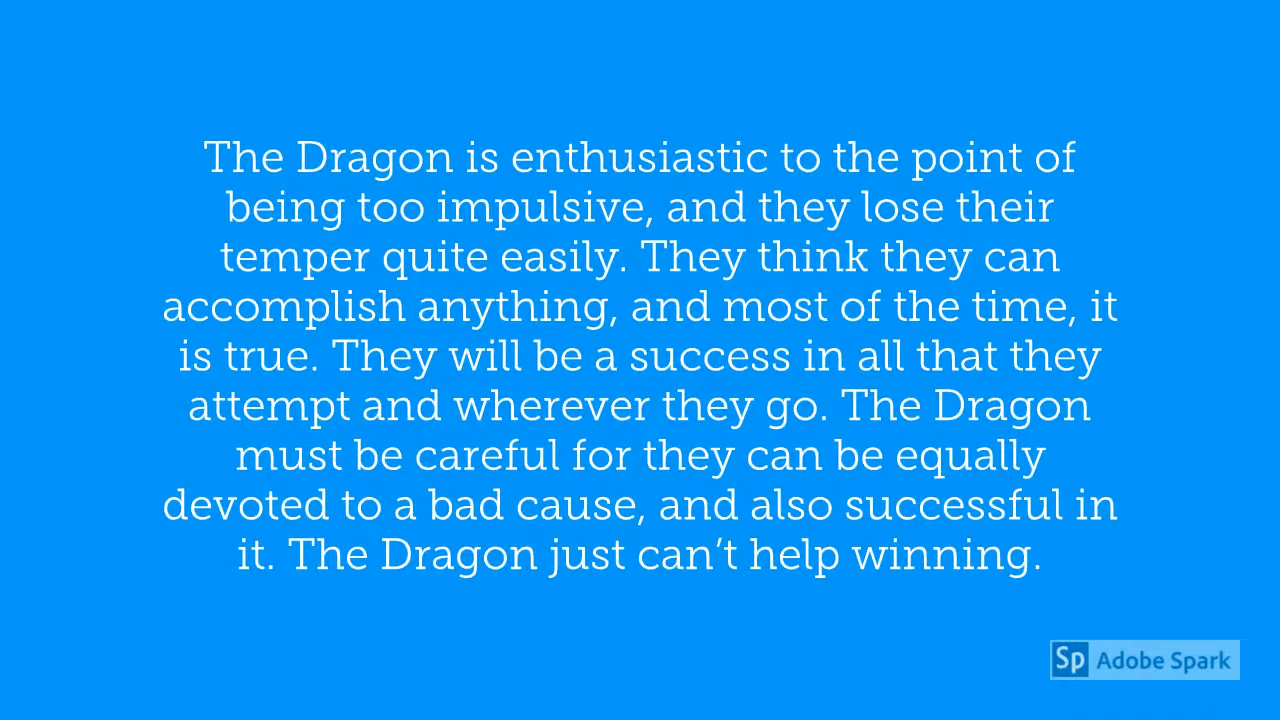 The Dragon is enthusiastic to the point of
being too impulsive, and they lose their
temper quite easily. They think they can
accomplish anything, and most of the time, it
is true. They will be a success in all that they
attempt and wherever they go. The Dragon
must be careful for they can be equally
devoted to a bad cause, and also successful in
it. The Dragon just can’t help winning.
Sp Adobe Spark